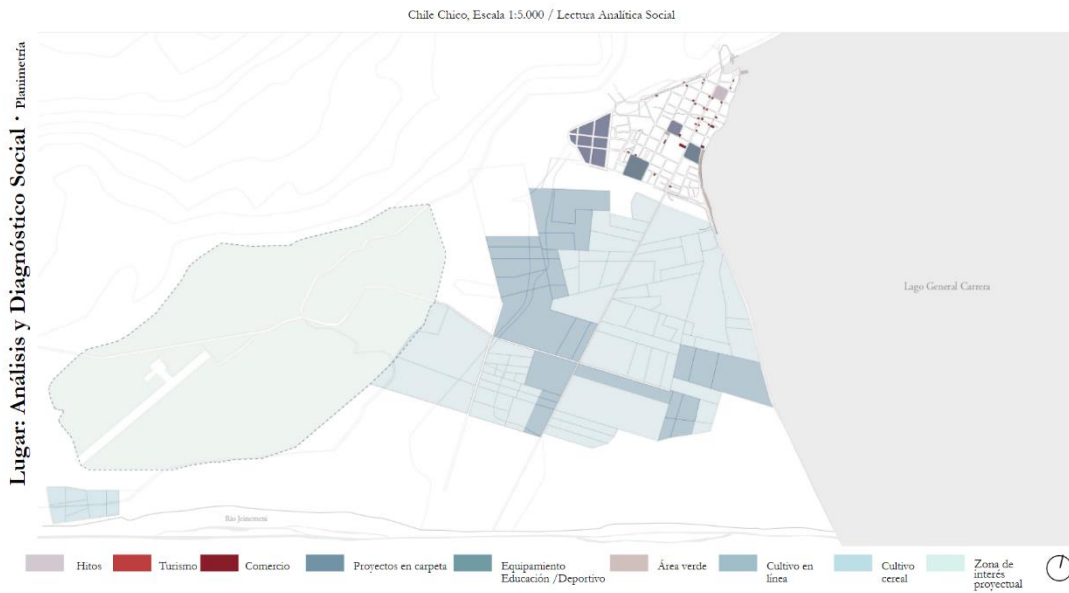 Chile Chico, Escala 1:5.000 / Lectura Analítica Social
Lugar: Análisis y Diagnóstico Social · Planimetría
Lago General Carrera
Río Jeinemeni
Hitos
Turismo
Comercio
Proyectos en carpeta
Equipamiento
Educación /Deportivo
Área verde
Cultivo en
línea
Cultivo
cereal
Zona de
interés
proyectual